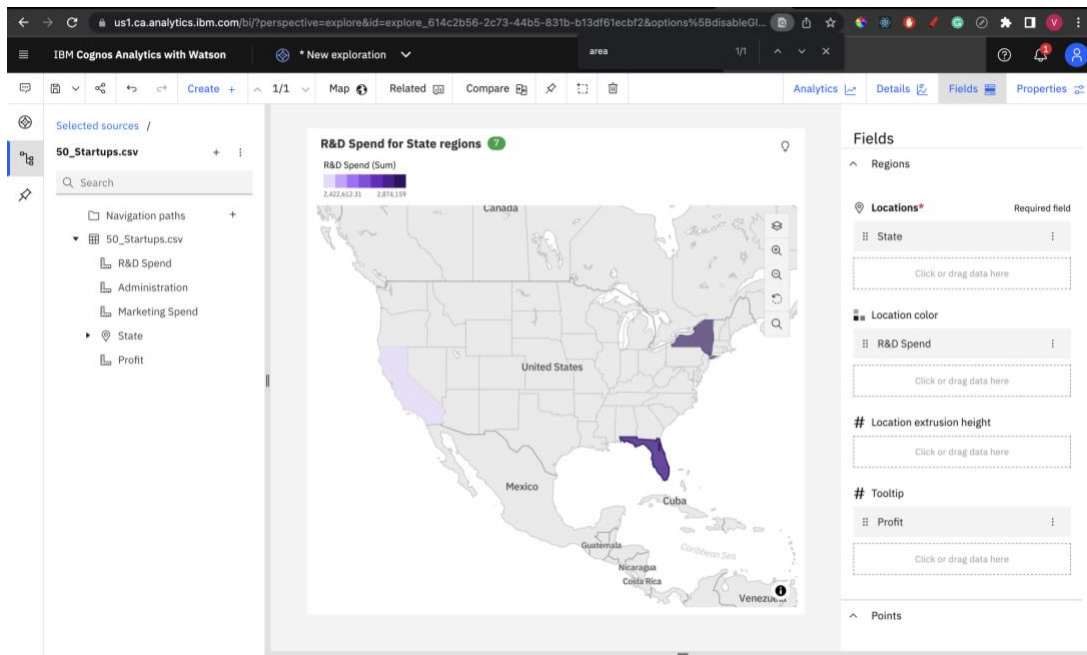 us1.ca.analytics.ibm.com/bi/?perspective=explore&id=explore_614c2b56-2c73-44b5-831b-b13df61ecbf2&options%5BdisableGl...
IBM Cognos Analytics with Watson
* New exploration
area
1/1
Create +
1/1
Map
Related
Compare
Analytics
Details
Fields
Properties
Selected sources /
50_Startups.csv
Search
Navigation paths
50_Startups.csv
R&D Spend
Administration
Marketing Spend
State
Profit
R&D Spend for State regions 7
R&D Spend (Sum)
2,422,612.31 2,874,159
Canada
United States
Mexico
Cuba
Guatemala
Caribbean Sea
Nicaragua
Costa Rica
Venezuela
Fields
Regions
Locations* Required field
State
Click or drag data here
Location color
R&D Spend
Click or drag data here
# Location extrusion height
Click or drag data here
# Tooltip
Profit
Click or drag data here
Points